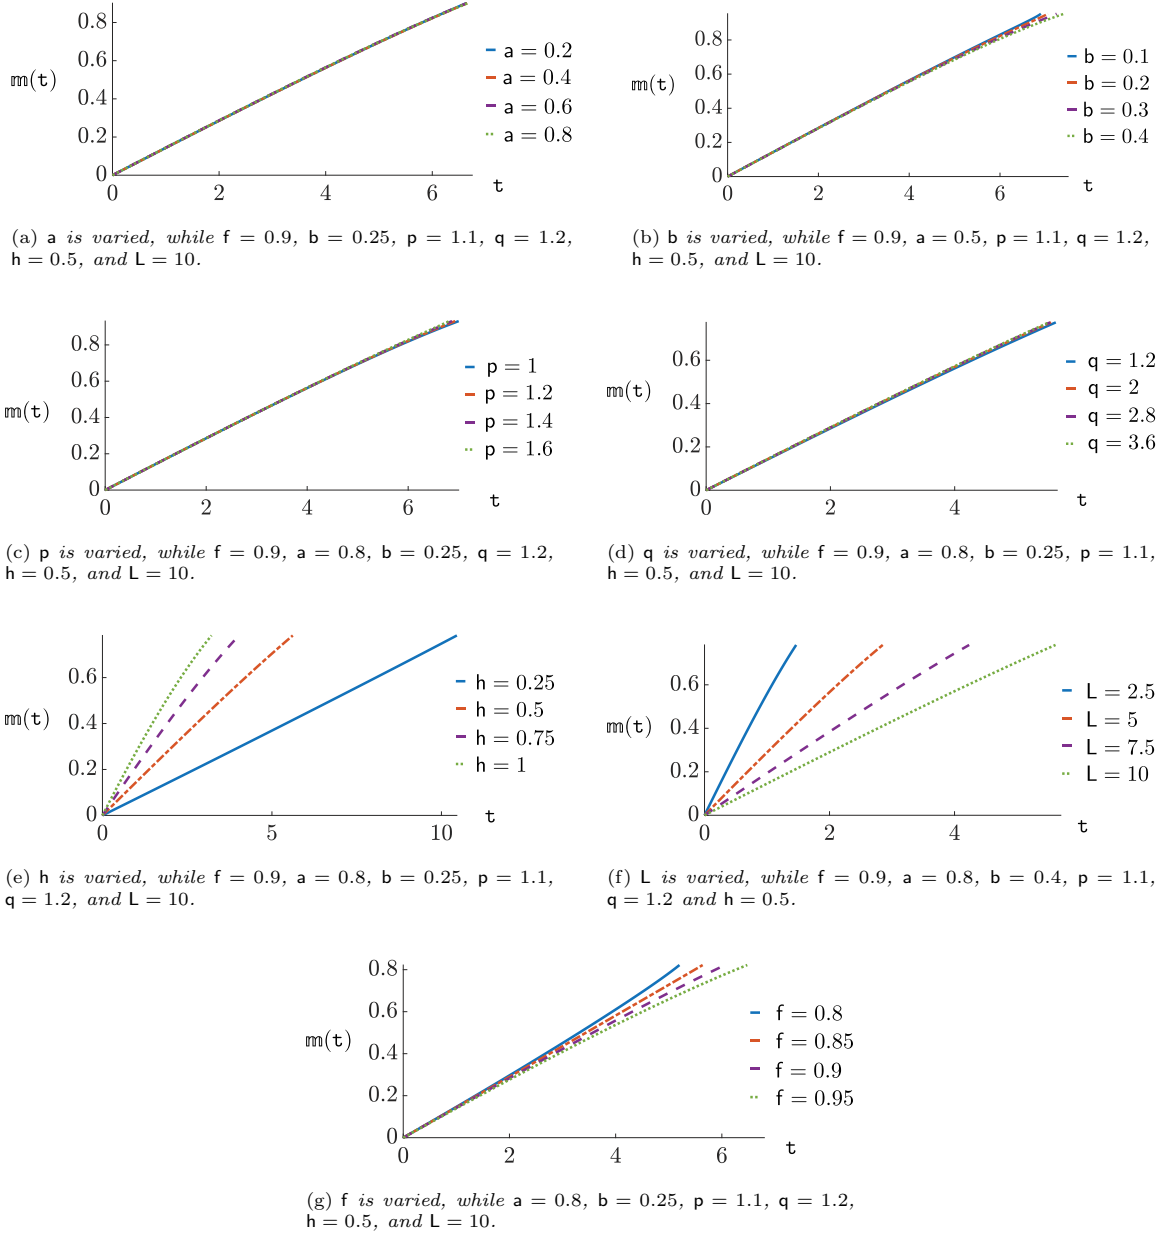 0.8
0.6
m(t)
0.4
0.2
0
0 2 4 6 t
a = 0.2
a = 0.4
a = 0.6
a = 0.8
(a) a is varied, while f = 0.9, b = 0.25, p = 1.1, q = 1.2,
h = 0.5, and L = 10.
0.8
0.6
m(t)
0.4
0.2
0
0 2 4 6 t
b = 0.1
b = 0.2
b = 0.3
b = 0.4
(b) b is varied, while f = 0.9, a = 0.5, p = 1.1, q = 1.2,
h = 0.5, and L = 10.
0.8
0.6
m(t)
0.4
0.2
0
0 2 4 6 t
p = 1
p = 1.2
p = 1.4
p = 1.6
(c) p is varied, while f = 0.9, a = 0.8, b = 0.25, q = 1.2,
h = 0.5, and L = 10.
0.6
m(t)
0.4
0.2
0
0 2 4 t
q = 1.2
q = 2
q = 2.8
q = 3.6
(d) q is varied, while f = 0.9, a = 0.8, b = 0.25, p = 1.1,
h = 0.5, and L = 10.
0.6
m(t)
0.4
0.2
0
0 5 10 t
h = 0.25
h = 0.5
h = 0.75
h = 1
(e) h is varied, while f = 0.9, a = 0.8, b = 0.25, p = 1.1,
q = 1.2, and L = 10.
0.6
m(t)
0.4
0.2
0
0 2 4 t
L = 2.5
L = 5
L = 7.5
L = 10
(f) L is varied, while f = 0.9, a = 0.8, b = 0.4, p = 1.1,
q = 1.2 and h = 0.5.
0.8
0.6
m(t)
0.4
0.2
0
0 2 4 6 t
f = 0.8
f = 0.85
f = 0.9
f = 0.95
(g) f is varied, while a = 0.8, b = 0.25, p = 1.1, q = 1.2,
h = 0.5, and L = 10.